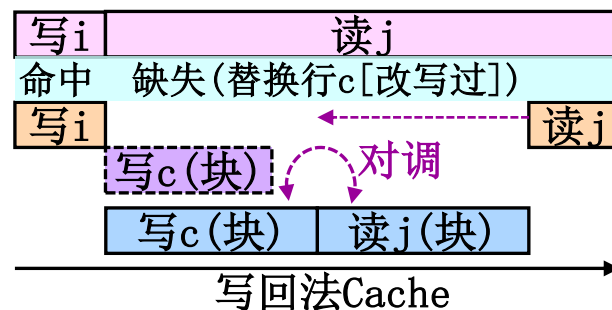 写i 读j
命中 缺失(替换行c[改写过])
写i 读j
写c(块) 对调
写c(块) 读j(块)
写回法Cache